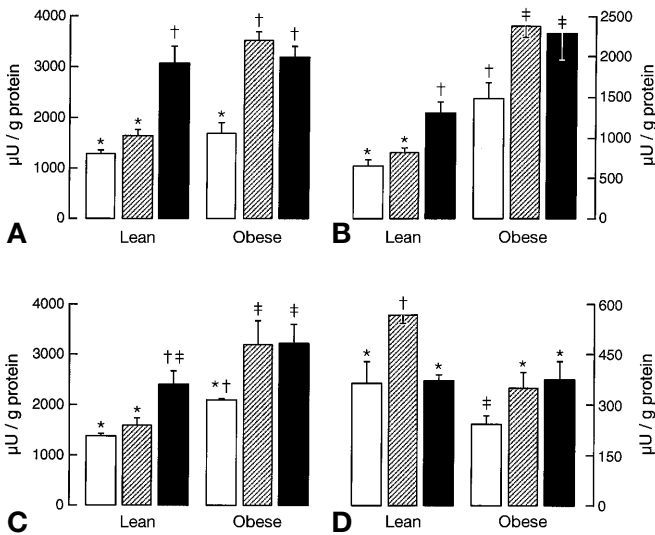 4000
3000
2000
1000
0
µU / g protein
* * † * † †
Lean Obese
A
2500
2000
1500
1000
500
0
µU / g protein
* * † † ‡ ‡
Lean Obese
B
4000
3000
2000
1000
0
µU / g protein
* * †‡ *† ‡ ‡
Lean Obese
C
600
450
300
150
0
µU / g protein
* † * ‡ * *
Lean Obese
D